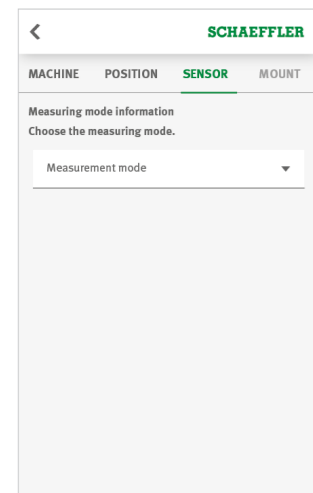 SCHAEFFLER
MACHINE POSITION SENSOR MOUNT
Measuring mode information
Choose the measuring mode.
Measurement mode